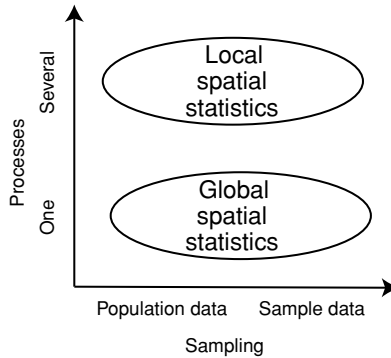 Local
spatial
statistics
Several
Processes
Global
spatial
statistics
One
Population data
Sample data
Sampling